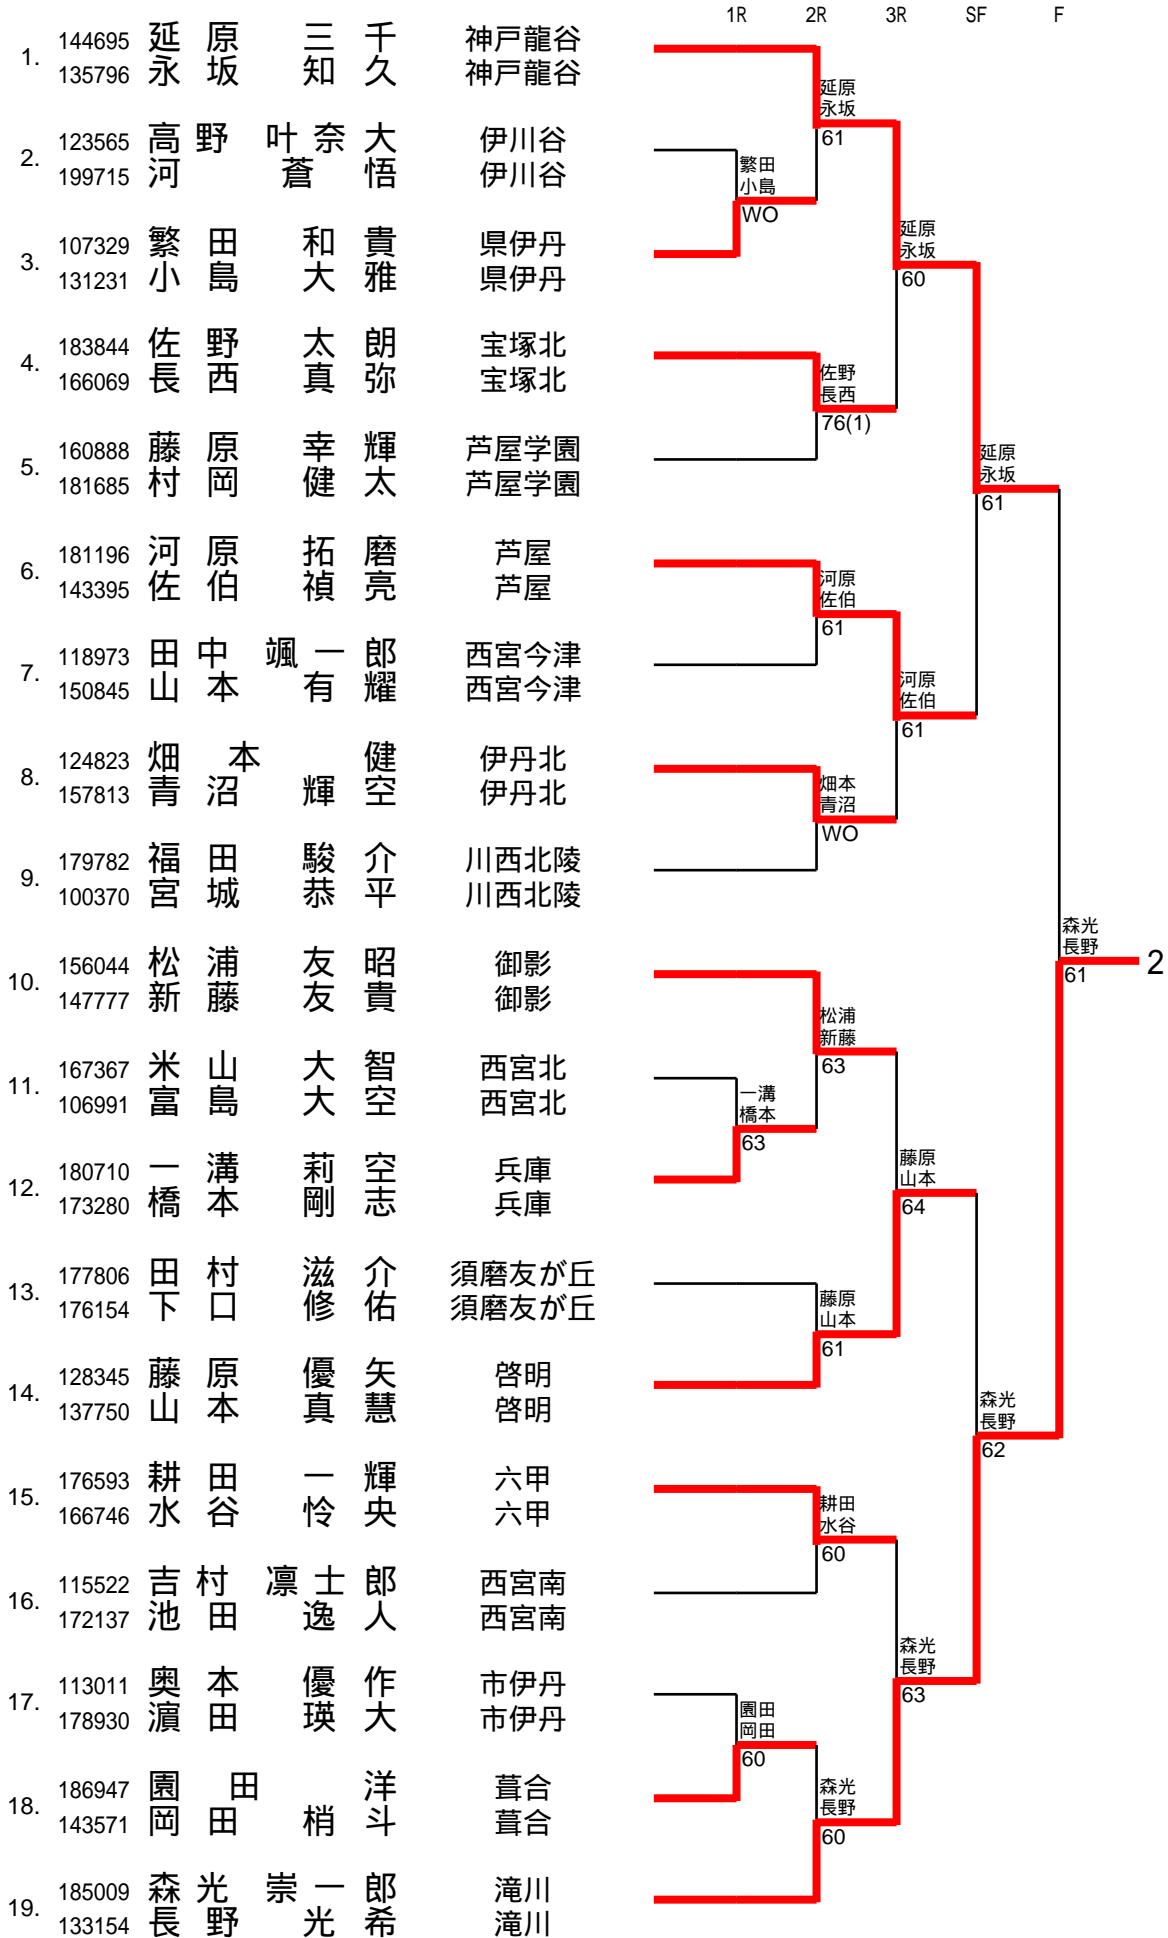 1R 2R 3R SF F
1. 144695 延原 三千 神戸龍谷
135796 永坂 知久 神戸龍谷
延原
永坂
61
2. 123565 高野 叶奈大 伊川谷
199715 河 蒼悟 伊川谷
繁田
小島
WO
3. 107329 繁田 和貴 県伊丹
131231 小島 大雅 県伊丹
延原
永坂
60
4. 183844 佐野 太朗 宝塚北
166069 長西 真弥 宝塚北
佐野
長西
76(1)
5. 160888 藤原 幸輝 芦屋学園
181685 村岡 健太 芦屋学園
延原
永坂
61
6. 181196 河原 拓磨 芦屋
143395 佐伯 禎亮 芦屋
河原
佐伯
61
7. 118973 田中 颯一郎 西宮今津
150845 山本 有耀 西宮今津
河原
佐伯
61
8. 124823 畑本 健 伊丹北
157813 青沼 輝空 伊丹北
畑本
青沼
WO
9. 179782 福田 駿介 川西北陵
100370 宮城 恭平 川西北陵
森光
長野
61
2
10. 156044 松浦 友昭 御影
147777 新藤 友貴 御影
松浦
新藤
63
11. 167367 米山 大智 西宮北
106991 富島 大空 西宮北
一溝
橋本
63
12. 180710 一溝 莉空 兵庫
173280 橋本 剛志 兵庫
藤原
山本
64
13. 177806 田村 滋介 須磨友が丘
176154 下口 修佑 須磨友が丘
藤原
山本
61
14. 128345 藤原 優矢 啓明
137750 山本 真慧 啓明
森光
長野
62
15. 176593 耕田 一輝 六甲
166746 水谷 怜央 六甲
耕田
水谷
60
16. 115522 吉村 凛士郎 西宮南
172137 池田 逸人 西宮南
森光
長野
63
17. 113011 奥本 優作 市伊丹
178930 濵田 瑛大 市伊丹
園田
岡田
60
18. 186947 園田 洋 葺合
143571 岡田 梢斗 葺合
森光
長野
60
19. 185009 森光 崇一郎 滝川
133154 長野 光希 滝川